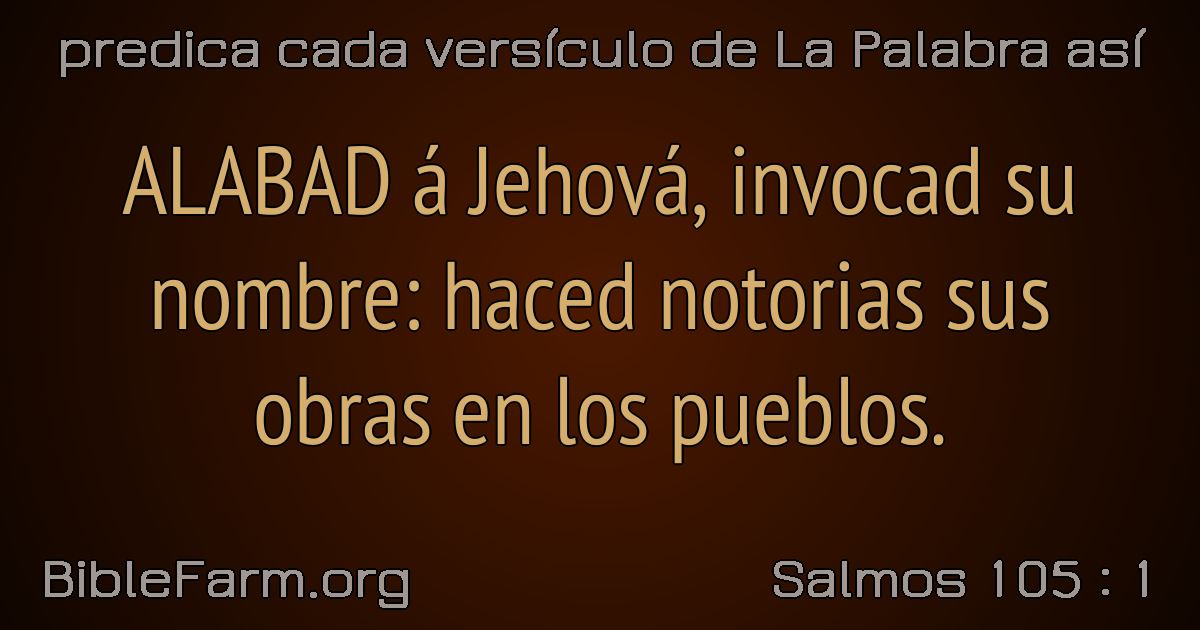 predica cada versículo de La Palabra así
ALABAD á Jehová, invocad su
nombre: haced notorias sus
obras en los pueblos.
BibleFarm.org
Salmos 105 : 1